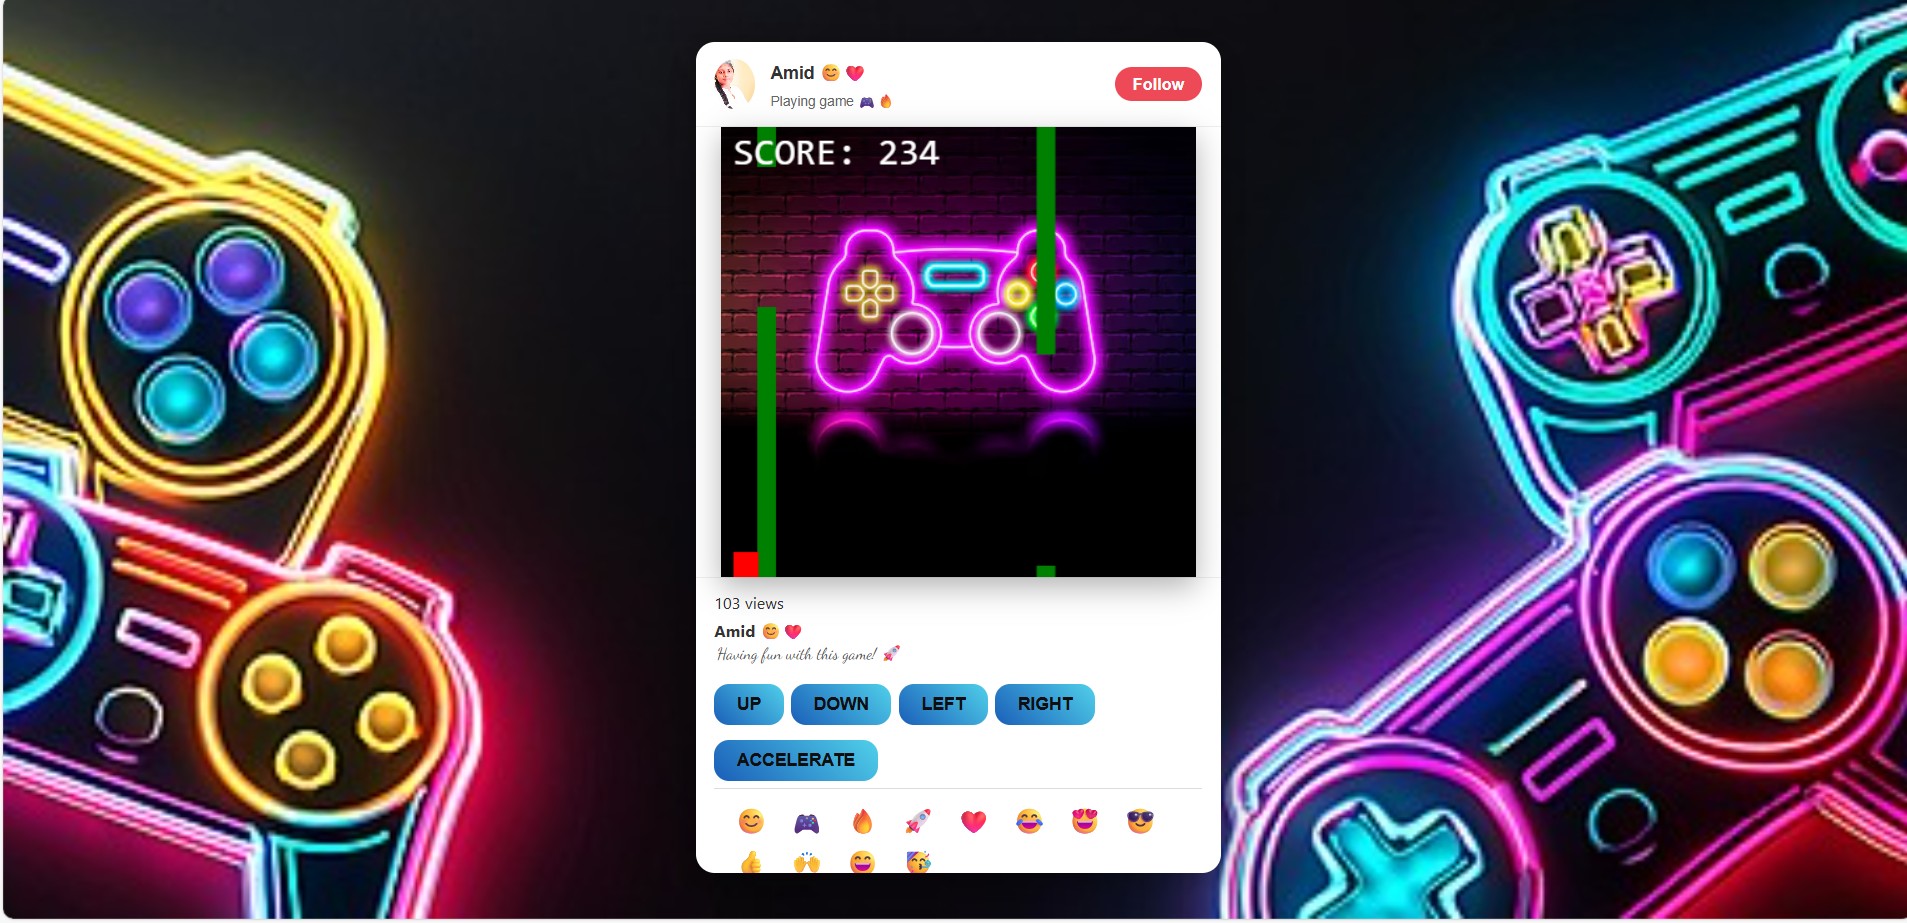 Amid 😊 💗
Playing game 🎮 🔥
Follow
SCORE: 234
103 views
Amid 😊 💗
Having fun with this game! 🚀
UP DOWN LEFT RIGHT
ACCELERATE